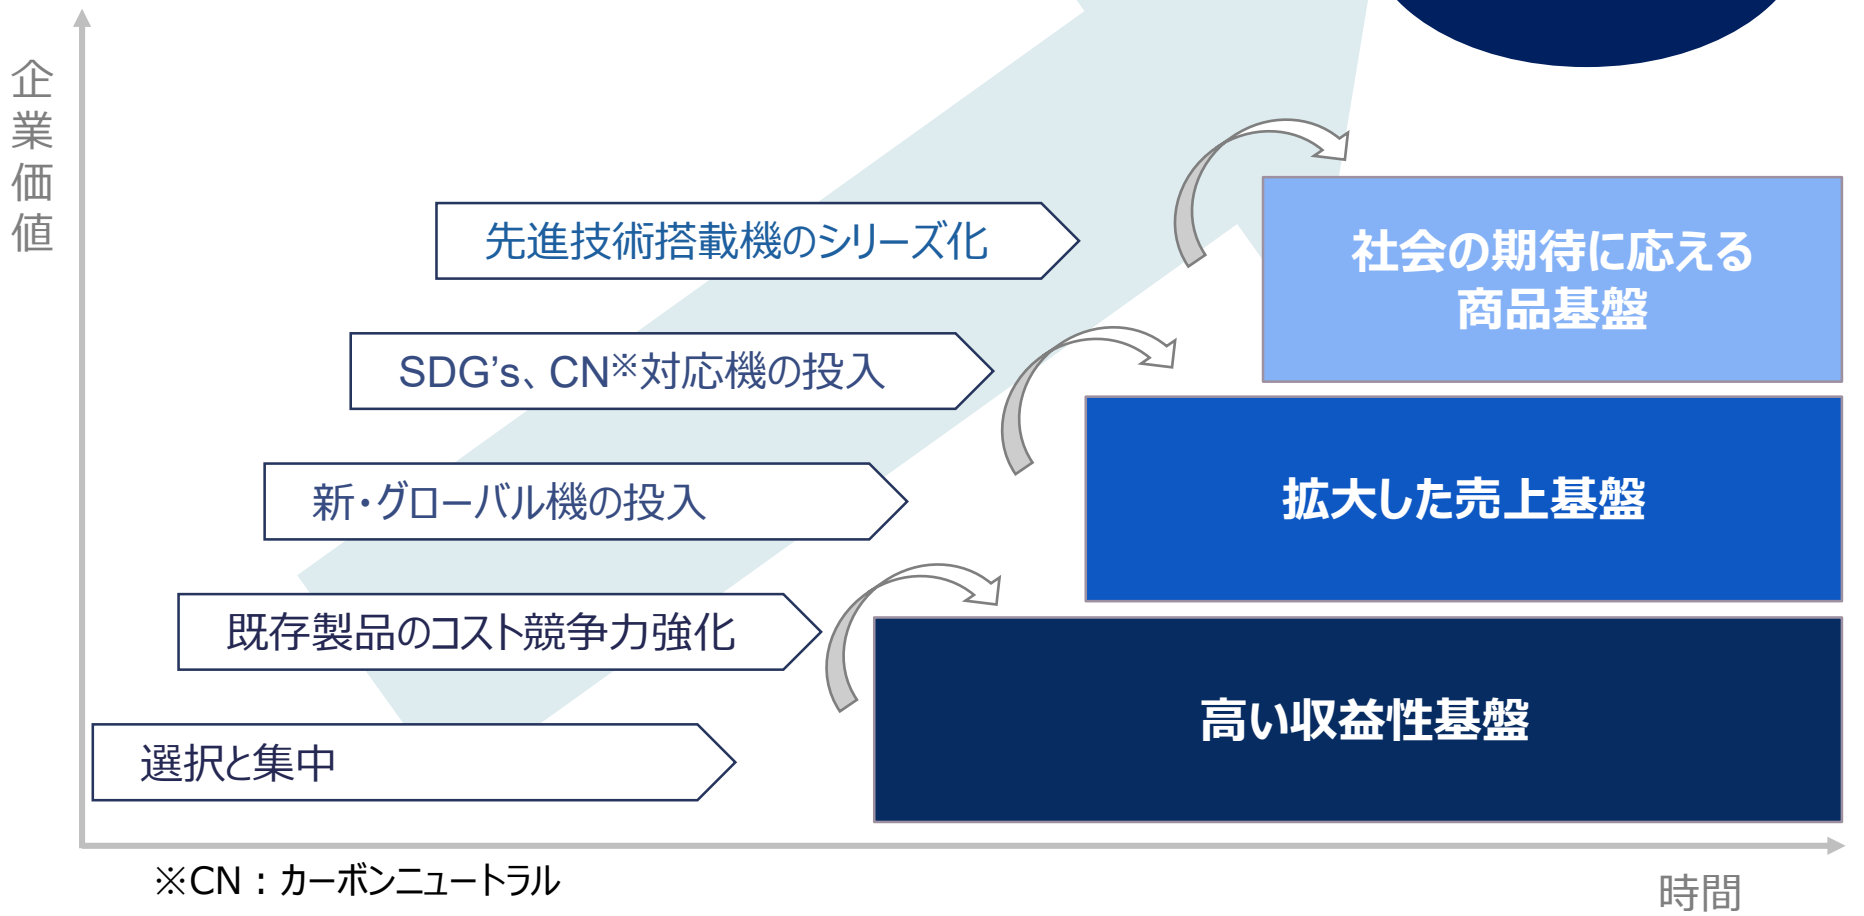 企業価値
先進技術搭載機のシリーズ化
社会の期待に応える
商品基盤
SDG’s、CN※対応機の投入
新・グローバル機の投入
拡大した売上基盤
既存製品のコスト競争力強化
高い収益性基盤
選択と集中
※CN：カーボンニュートラル
時間